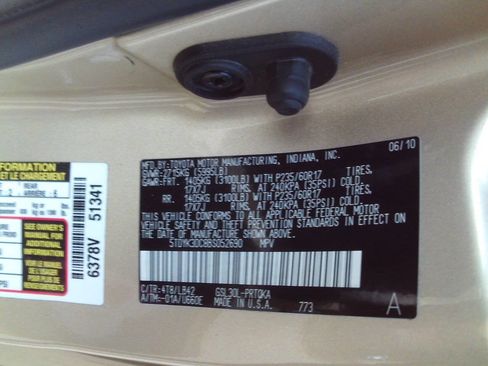 MFD.BY:TOYOTA MOTOR MANUFACTURING, INDIANA, INC. 06/10
GVWR:2715KG (5995LB)
GAWR:FRT. 1405KG (3100LB) WITH P235/60R17 TIRES,
17X7J RIMS, AT 240KPA (35PSI) COLD
RR. 1405KG (3100LB) WITH P235/60R17 TIRES,
17X7J RIMS, AT 240KPA (35PSI) COLD
THIS VEHICLE CONFORMS TO ALL APPLICABLE FEDERAL MOTOR
VEHICLE SAFETY AND THEFT PREVENTION STANDARDS IN EFFECT
ON THE DATE OF MANUFACTURE SHOWN ABOVE.
5TDYK3DC8BS052690 MPV
C/TR:4T8/LB42 GSL30L-PRTQKA
A/TM:-01A/U660E MADE IN U.S.A. 773 A
6378V 51341
SEE OWNER'S
MANUAL FOR
ADDITIONAL
INFORMATION